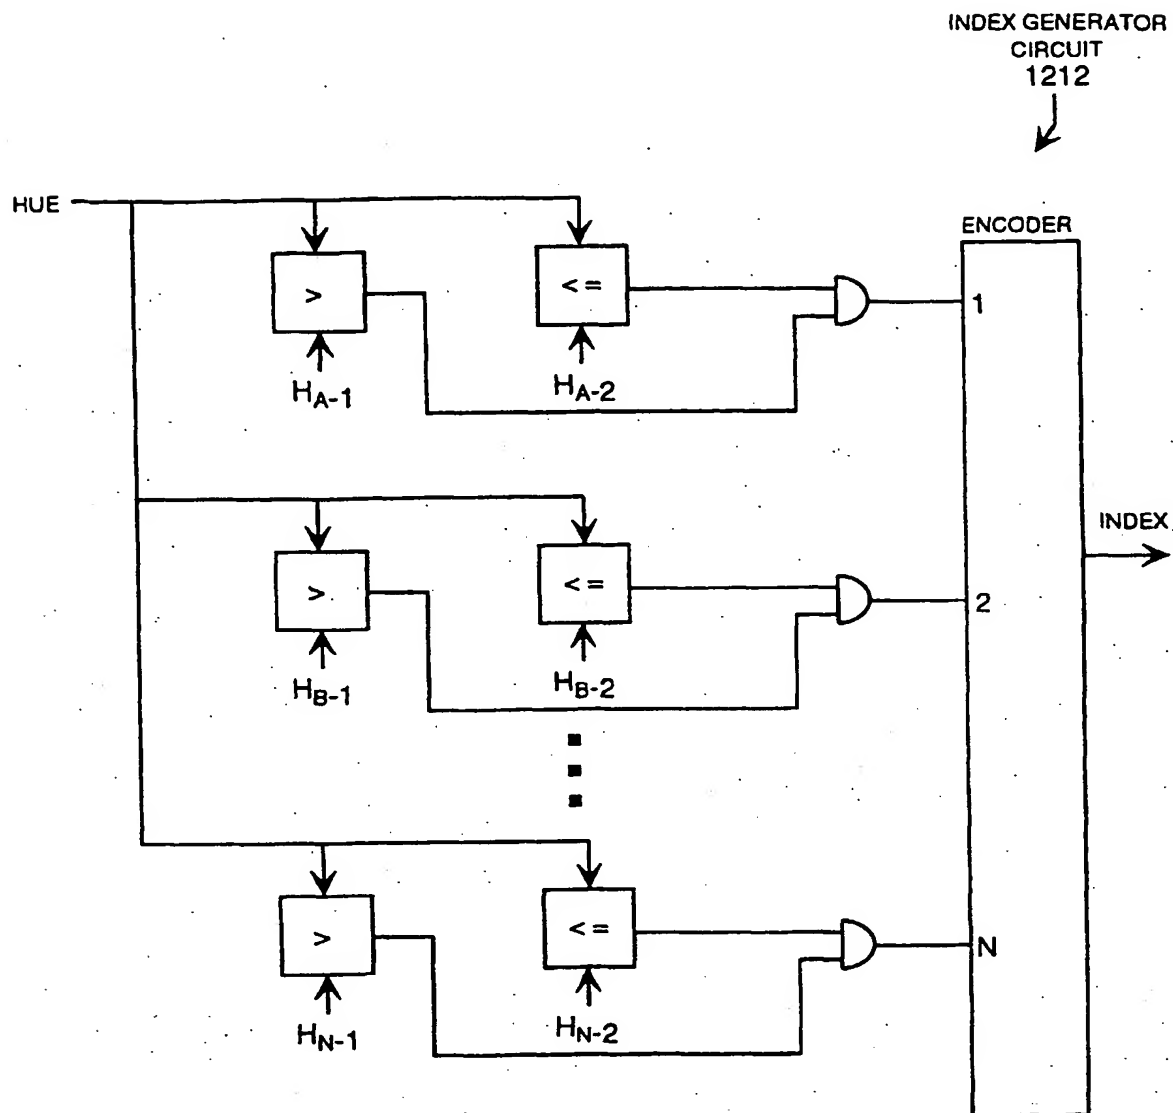 INDEX GENERATOR
CIRCUIT
1212
HUE
ENCODER
>
<=
1
HA-1
HA-2
INDEX
>
<=
2
HB-1
HB-2
>
<=
N
HN-1
HN-2